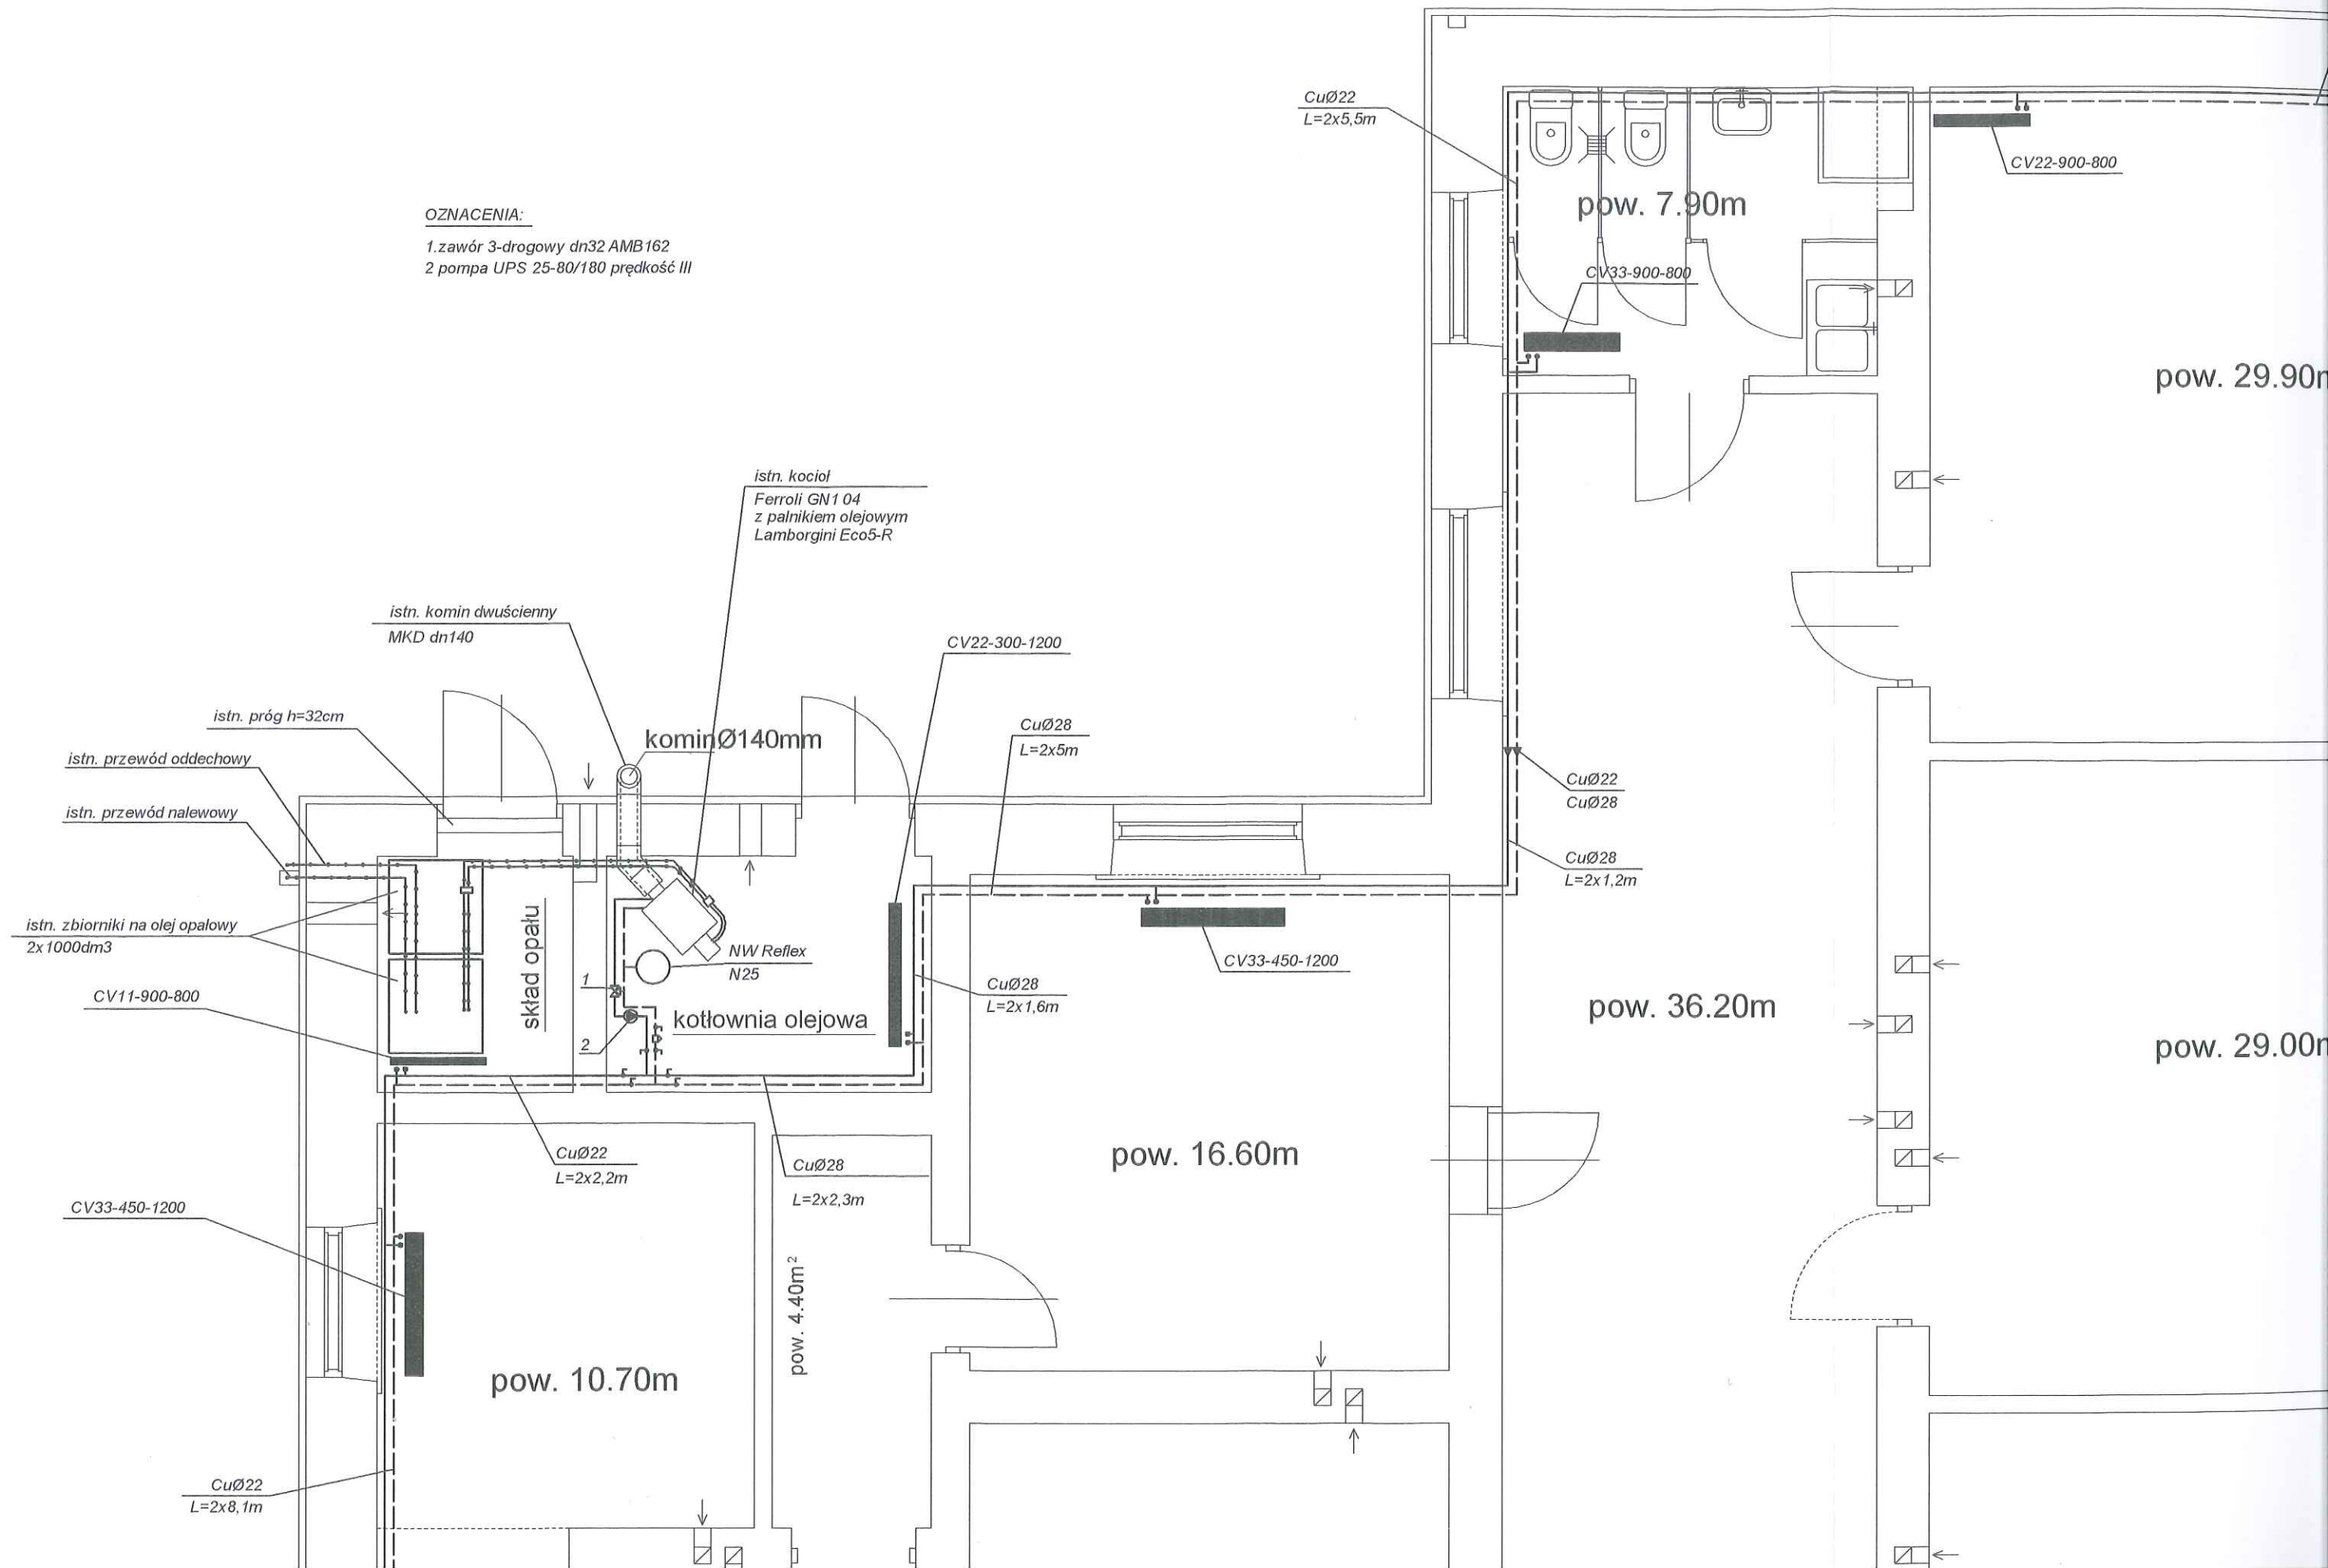 CuØ22
L=2x5,5m
CV22-900-800
OZNACENIA:
1.zawór 3-drogowy dn32 AMB162
2 pompa UPS 25-80/180 prędkość III
pow. 7.90m
CV33-900-800
pow. 29.90m
istn. kocioł
Ferroli GN1 04
z palnikiem olejowym
Lamborgini Eco5-R
istn. komin dwuścienny
MKD dn140
CV22-300-1200
istn. próg h=32cm
kominØ140mm
CuØ28
L=2x5m
istn. przewód oddechowy
CuØ22
CuØ28
istn. przewód nalewowy
CuØ28
L=2x1,2m
istn. zbiorniki na olej opałowy
2x1000dm3
skład opału
NW Reflex
N25
CV33-450-1200
1
CV11-900-800
CuØ28
L=2x1,6m
pow. 36.20m
kotłownia olejowa
2
pow. 29.00m
CuØ22
L=2x2,2m
CuØ28
L=2x2,3m
pow. 16.60m
CV33-450-1200
pow. 4.40m²
pow. 10.70m
CuØ22
L=2x8,1m